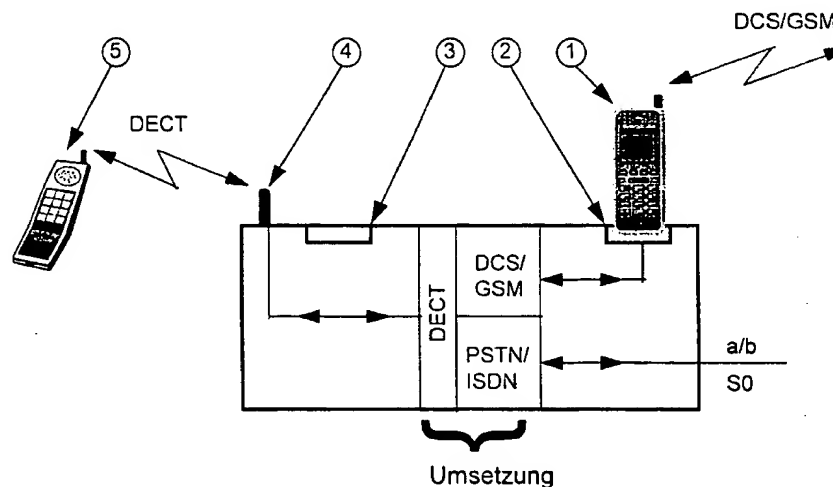 DCS/GSM
5
4
3
2
1
DECT
DECT
DCS/
GSM
PSTN/
ISDN
a/b
S0
Umsetzung